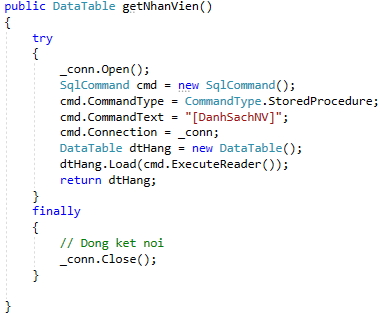 public DataTable getNhanVien()
{
try
{
_conn.Open();
SqlCommand cmd = new SqlCommand();
cmd.CommandType = CommandType.StoredProcedure;
cmd.CommandText = "[DanhSachNV]";
cmd.Connection = _conn;
DataTable dtHang = new DataTable();
dtHang.Load(cmd.ExecuteReader());
return dtHang;
}
finally
{
// Dong ket noi
_conn.Close();
}
}